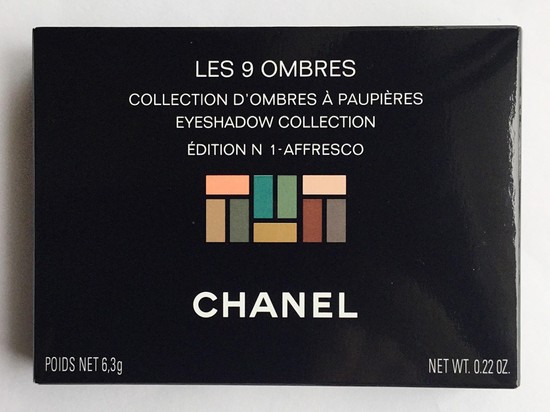 LES 9 OMBRES
COLLECTION D'OMBRES À PAUPIÈRES
EYESHADOW COLLECTION
ÉDITION N 1-AFFRESCO
CHANEL
POIDS NET 6,3g
NET WT. 0.22 OZ.